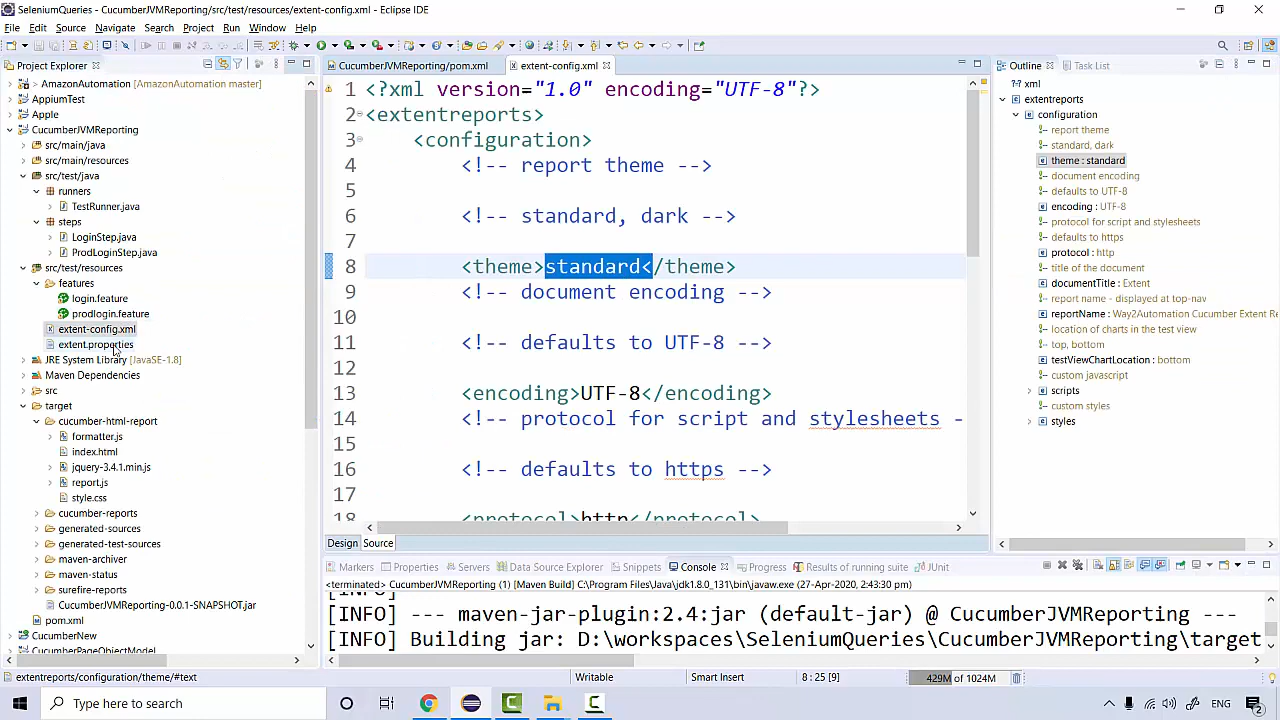 SeleniumQueries - CucumberJVMReporting/src/test/resources/extent-config.xml - Eclipse IDE
File Edit Source Navigate Search Project Run Window Help
Project Explorer
AmazonAutomation [AmazonAutomation master]
AppiumTest
Apple
CucumberJVMReporting
src/main/java
src/main/resources
src/test/java
runners
TestRunner.java
steps
LoginStep.java
ProdLoginStep.java
src/test/resources
features
login.feature
prodlogin.feature
extent-config.xml
extent.properties
JRE System Library [JavaSE-1.8]
Maven Dependencies
src
target
cucumber-html-report
formatter.js
index.html
jquery-3.4.1.min.js
report.js
style.css
cucumber-reports
generated-sources
generated-test-sources
maven-archiver
maven-status
surefire-reports
CucumberJVMReporting-0.0.1-SNAPSHOT.jar
pom.xml
CucumberNew
CucumberPageObjectModel
CucumberJVMReporting/pom.xml extent-config.xml
1 <?xml version="1.0" encoding="UTF-8"?>
2 <extentreports>
3 <configuration>
4 <!-- report theme -->
5
6 <!-- standard, dark -->
7
8 <theme>standard</theme>
9 <!-- document encoding -->
10
11 <!-- defaults to UTF-8 -->
12
13 <encoding>UTF-8</encoding>
14 <!-- protocol for script and stylesheets -
15
16 <!-- defaults to https -->
17
18 <protocol>http</protocol>
Design Source
Outline Task List
xml
extentreports
configuration
report theme
standard, dark
theme : standard
document encoding
defaults to UTF-8
encoding : UTF-8
protocol for script and stylesheets
defaults to https
protocol : http
title of the document
documentTitle : Extent
report name - displayed at top-nav
reportName : Way2Automation Cucumber Extent Re
location of charts in the test view
top, bottom
testViewChartLocation : bottom
custom javascript
scripts
custom styles
styles
Markers Properties Servers Data Source Explorer Snippets Console Progress Results of running suite JUnit
<terminated> CucumberJVMReporting (1) [Maven Build] C:\Program Files\Java\jdk1.8.0_131\bin\javaw.exe (27-Apr-2020, 2:43:30 pm)
[INFO]
[INFO] --- maven-jar-plugin:2.4:jar (default-jar) @ CucumberJVMReporting ---
[INFO] Building jar: D:\workspaces\SeleniumQueries\CucumberJVMReporting\target
extentreports/configuration/theme/#text Writable Smart Insert 8 : 25 [9] 429M of 1024M
Type here to search ENG 2